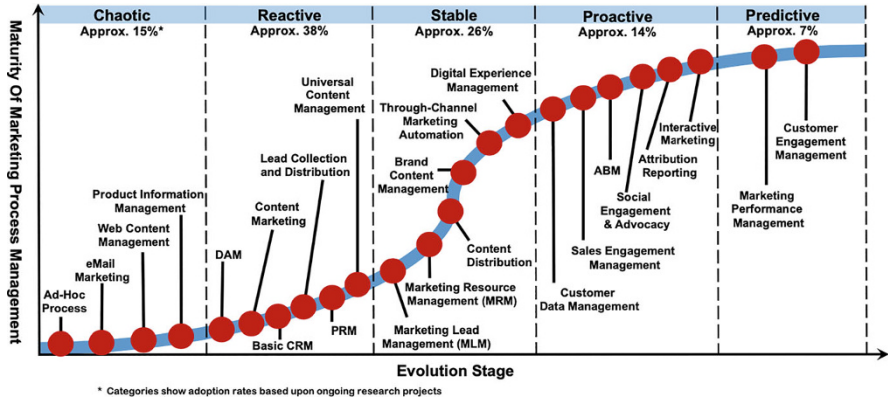 Chaotic
Approx. 15%*
Reactive
Approx. 38%
Stable
Approx. 26%
Proactive
Approx. 14%
Predictive
Approx. 7%
Maturity Of Marketing Process Management
Ad-Hoc
Process
eMail
Marketing
Web Content
Management
Product Information
Management
DAM
Content
Marketing
Basic CRM
Lead Collection
and Distribution
PRM
Universal
Content
Management
Marketing Lead
Management (MLM)
Marketing Resource
Management (MRM)
Content
Distribution
Brand
Content
Management
Through-Channel
Marketing
Automation
Digital Experience
Management
Customer
Data Management
Sales Engagement
Management
ABM
Social
Engagement
& Advocacy
Attribution
Reporting
Interactive
Marketing
Marketing
Performance
Management
Customer
Engagement
Management
Evolution Stage
* Categories show adoption rates based upon ongoing research projects